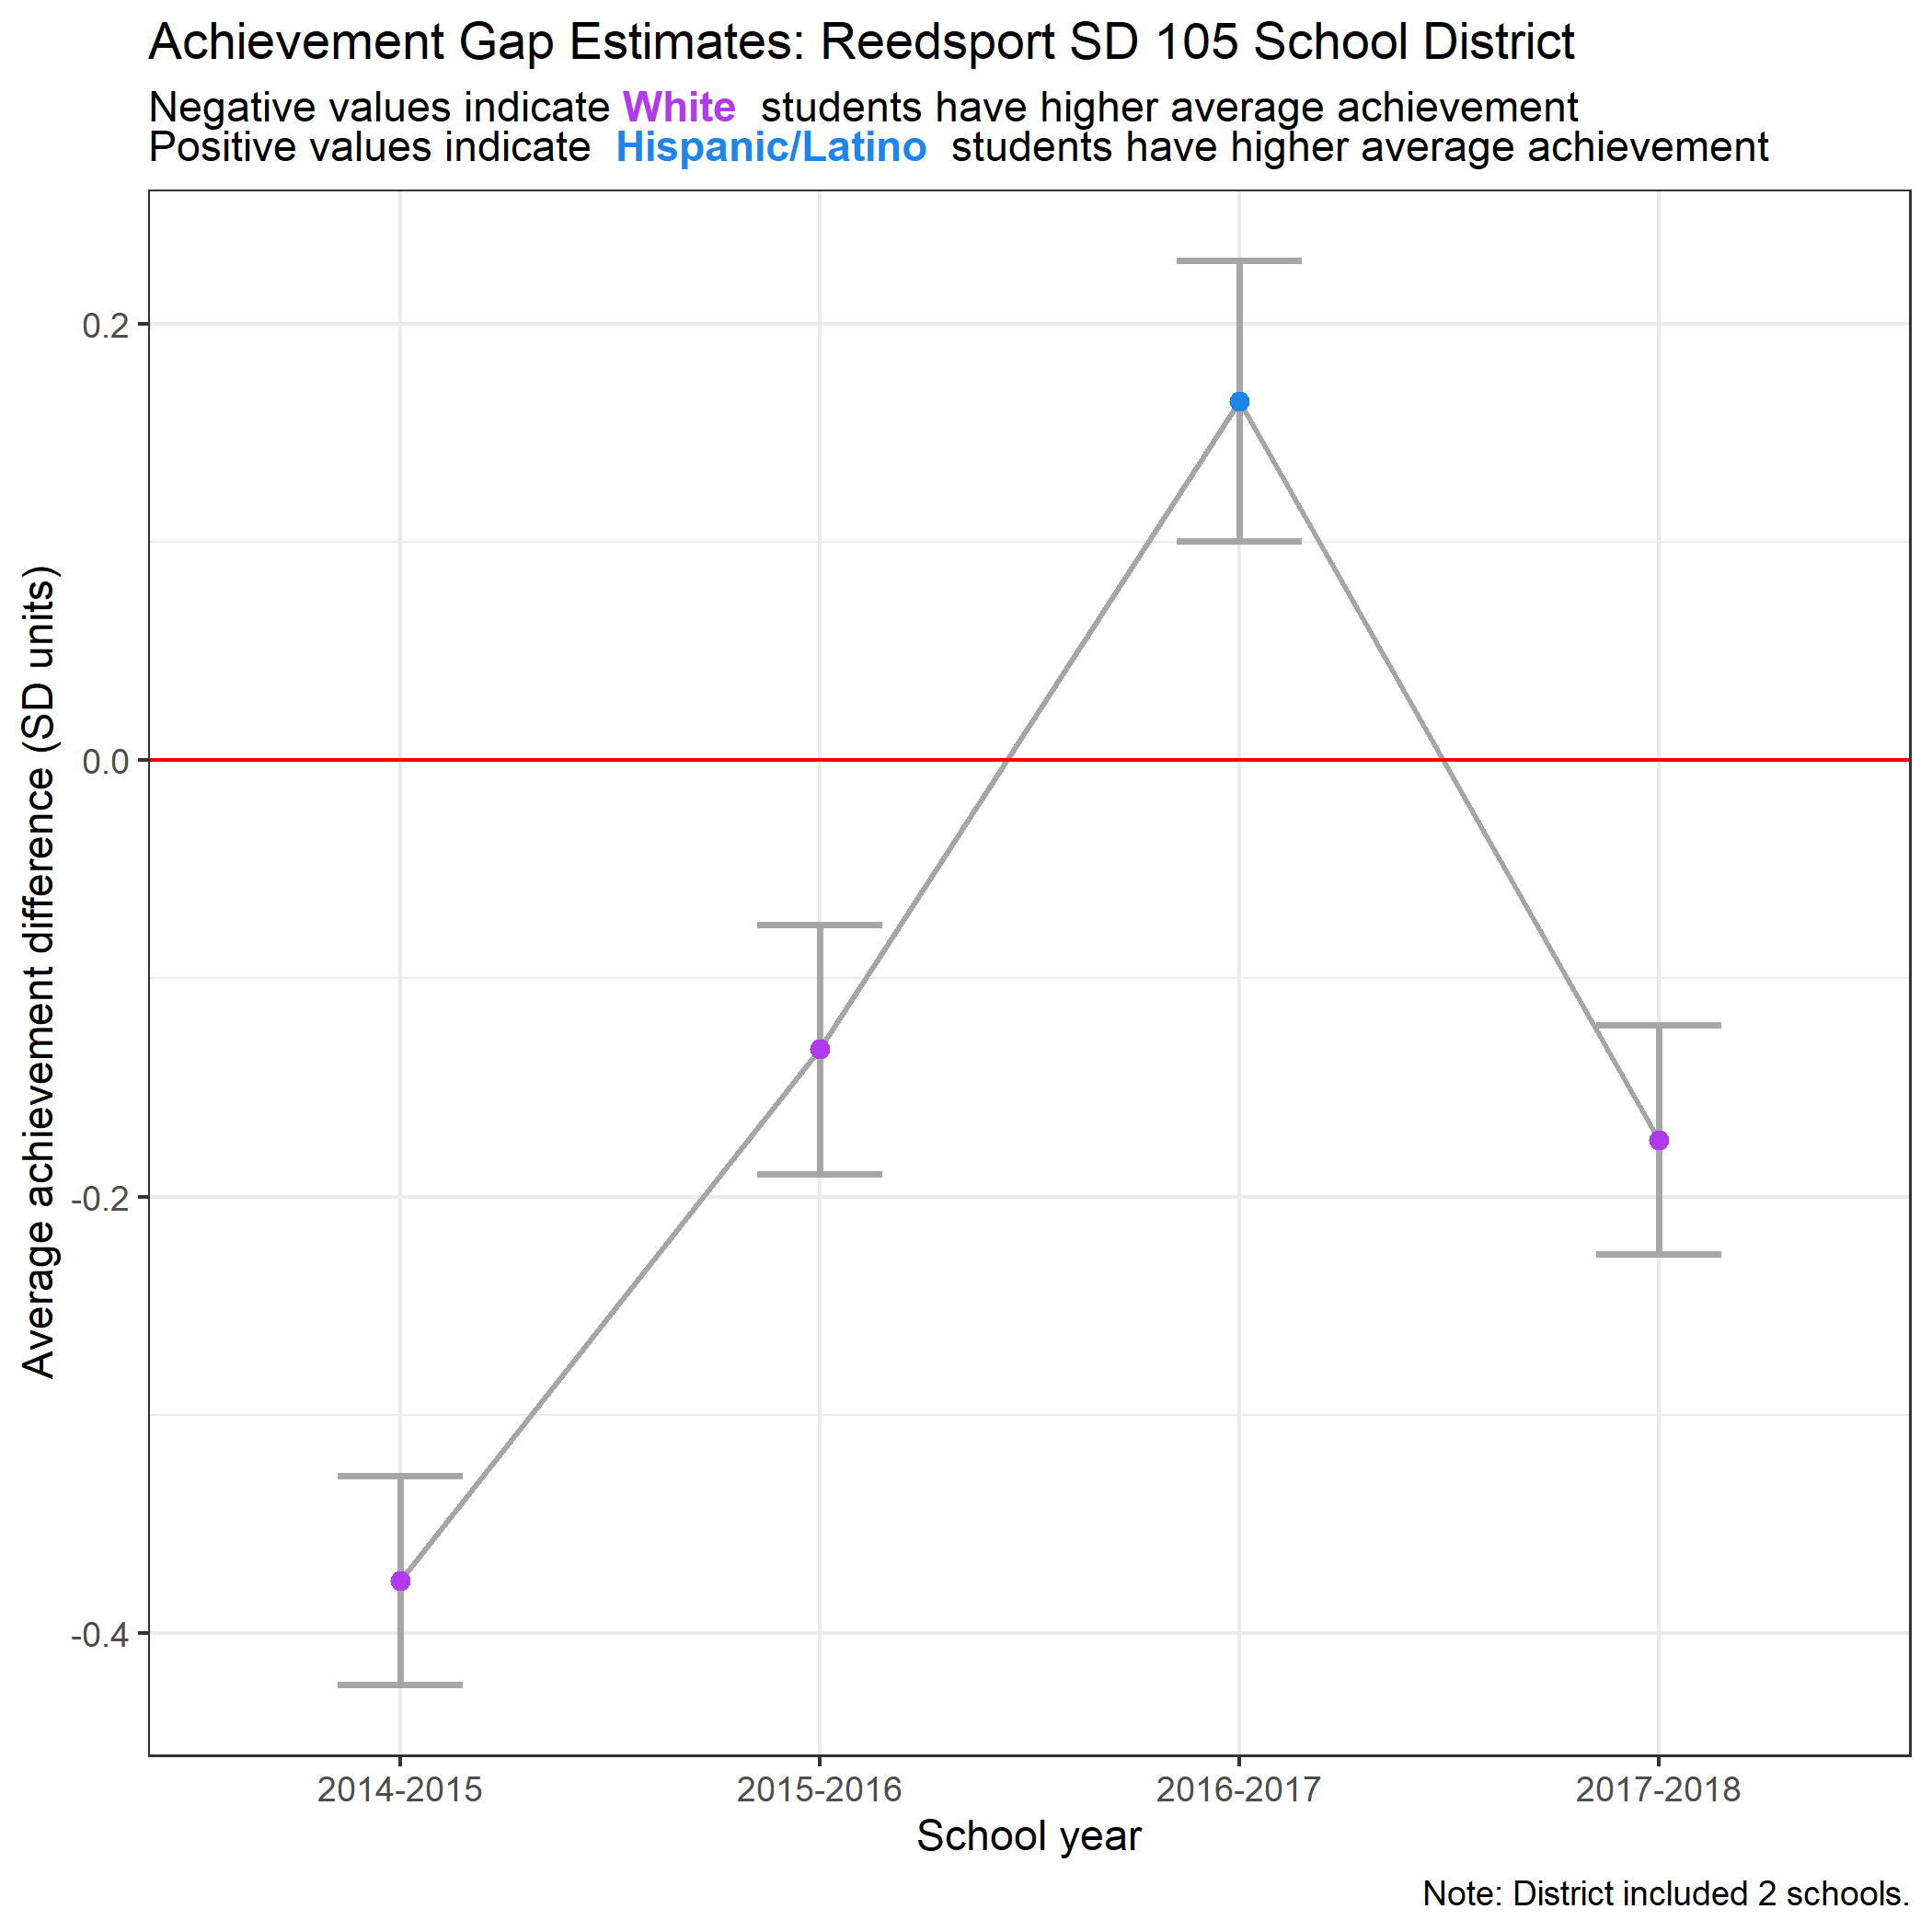 Achievement Gap Estimates: Reedsport SD 105 School District
Negative values indicate White students have higher average achievement
Positive values indicate Hispanic/Latino students have higher average achievement
Average achievement difference (SD units)
0.2
0.0
-0.2
-0.4
2014-2015
2015-2016
2016-2017
2017-2018
School year
Note: District included 2 schools.